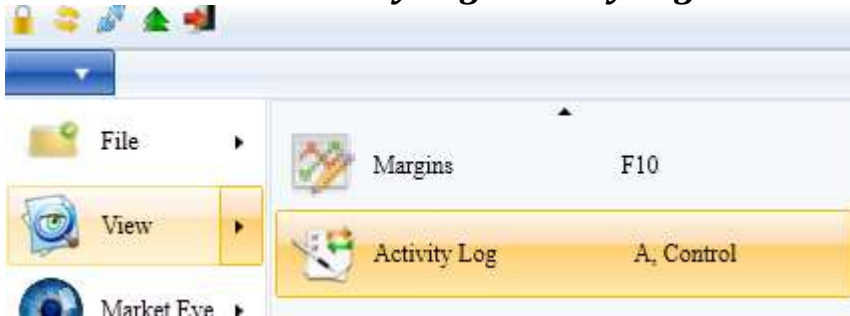 File
Margins F10
View
Activity Log A, Control
Market Eye